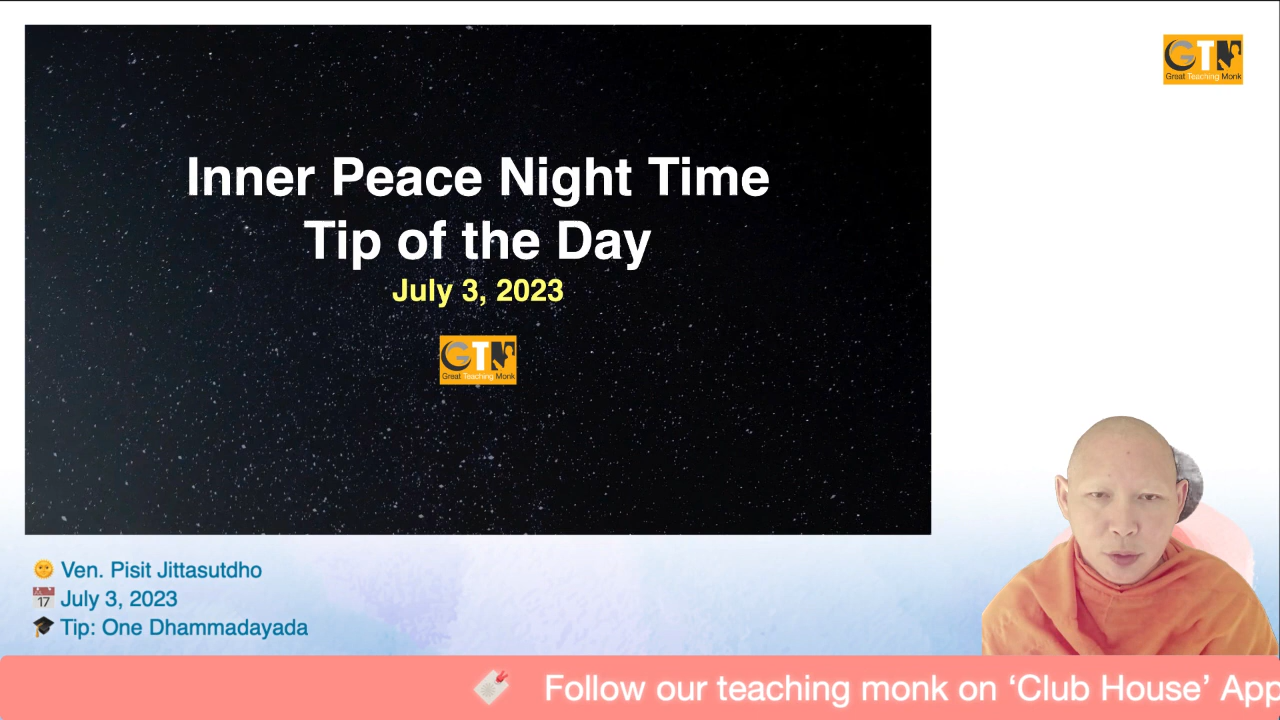 Inner Peace Night Time
Tip of the Day
July 3, 2023
GTM
Great Teaching Monk
GTM
Great Teaching Monk
Ven. Pisit Jittasutdho
17 July 3, 2023
Tip: One Dhammadayada
Follow our teaching monk on ‘Club House’ App